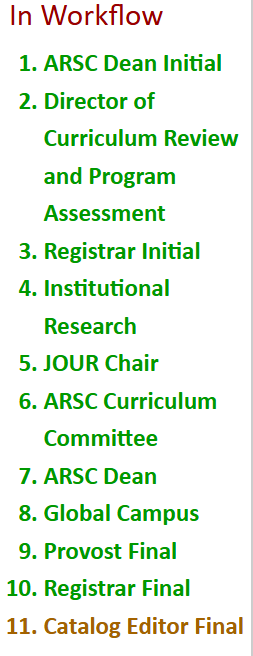 In Workflow
1. ARSC Dean Initial
2. Director of
Curriculum Review
and Program
Assessment
3. Registrar Initial
4. Institutional
Research
5. JOUR Chair
6. ARSC Curriculum
Committee
7. ARSC Dean
8. Global Campus
9. Provost Final
10. Registrar Final
11. Catalog Editor Final